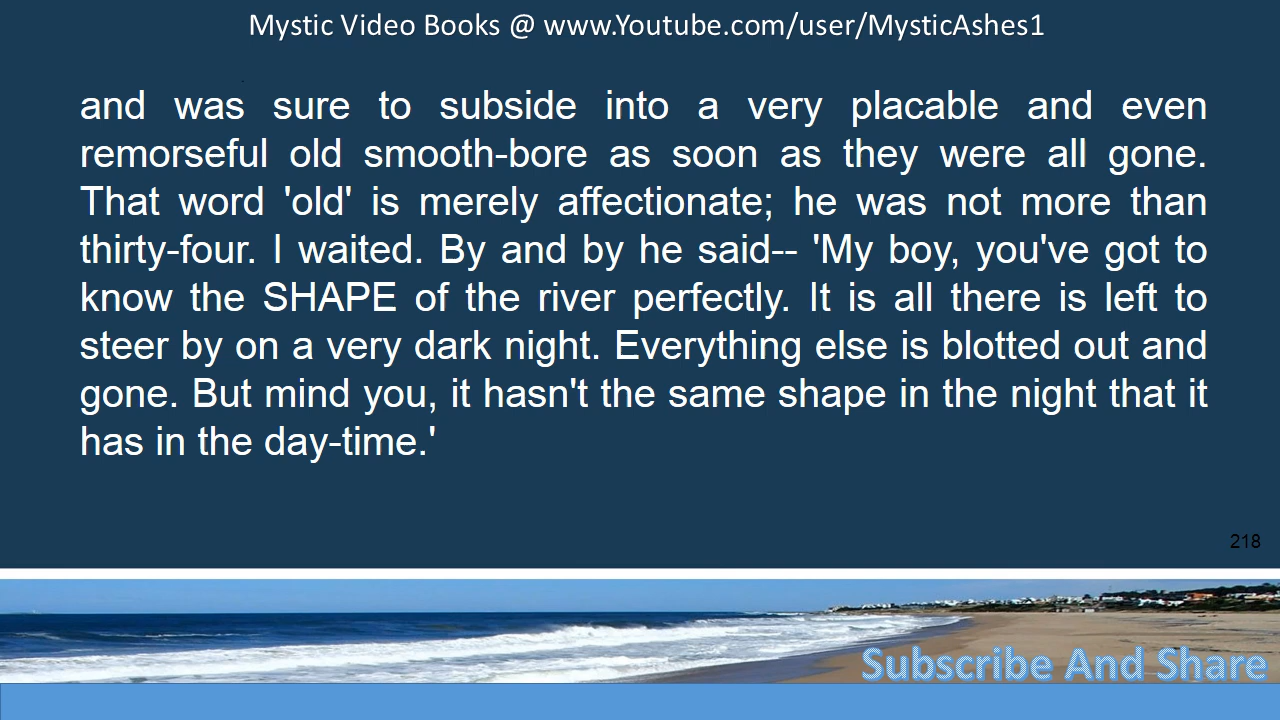 Mystic Video Books @ www.Youtube.com/user/MysticAshes1
and was sure to subside into a very placable and even
remorseful old smooth-bore as soon as they were all gone.
That word 'old' is merely affectionate; he was not more than
thirty-four. I waited. By and by he said-- 'My boy, you've got to
know the SHAPE of the river perfectly. It is all there is left to
steer by on a very dark night. Everything else is blotted out and
gone. But mind you, it hasn't the same shape in the night that it
has in the day-time.'
218
Subscribe And Share